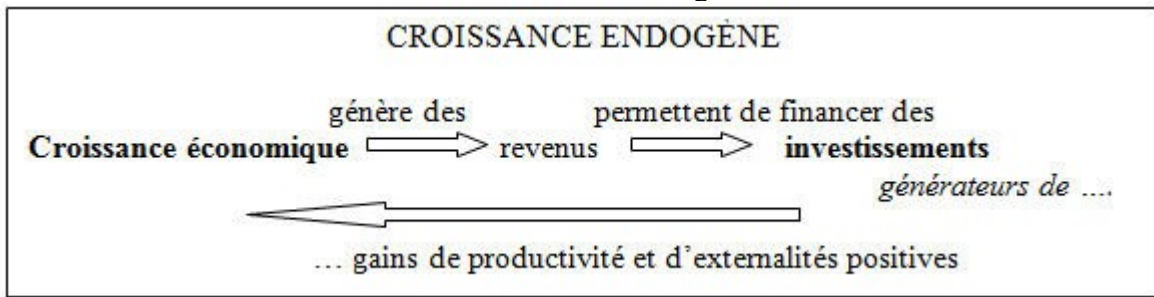 CROISSANCE ENDOGÈNE
génère des permettent de financer des
Croissance économique revenus investissements
générateurs de ....
... gains de productivité et d'externalités positives